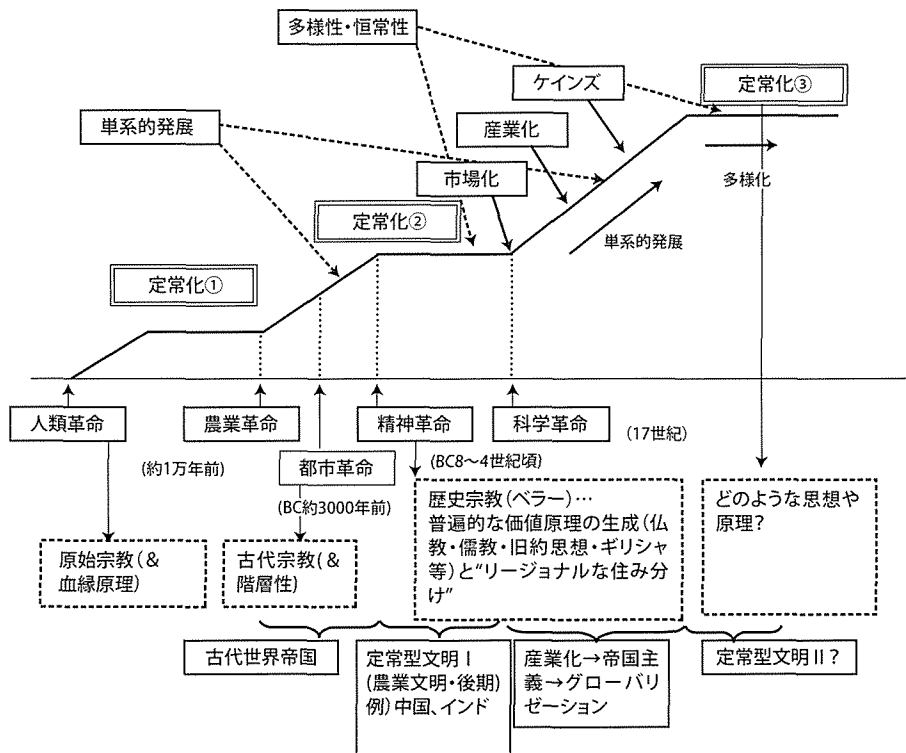 多様性・恒常性
ケインズ
定常化③
単系的発展
産業化
市場化
多様化
定常化②
単系的発展
定常化①
人類革命
農業革命
精神革命
科学革命
(17世紀)
(約1万年前)
都市革命
(BC8〜4世紀頃)
(BC約3000年前)
原始宗教(&
血縁原理)
古代宗教(&
階層性)
歴史宗教(ベラー)…
普遍的な価値原理の生成(仏
教・儒教・旧約思想・ギリシャ
等)と“リージョナルな住み分
け”
どのような思想や
原理?
古代世界帝国
定常型文明Ⅰ
(農業文明・後期)
例)中国、インド
産業化→帝国主
義→グローバリ
ゼーション
定常型文明Ⅱ?